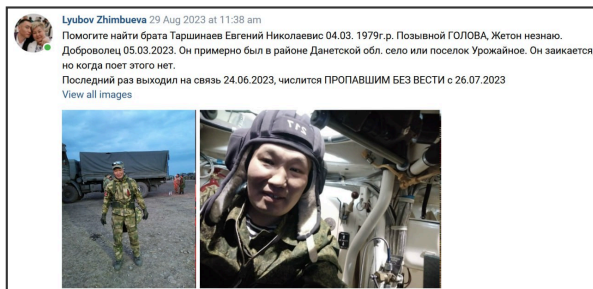 Lyubov Zhimbueva 29 Aug 2023 at 11:38 am
Помогите найти брата Таршинаев Евгений Николаевис 04.03. 1979г.р. Позывной ГОЛОВА, Жетон незнаю.
Доброволец 05.03.2023. Он примерно был в районе Данетской обл. село или поселок Урожайное. Он заикается
но когда поет этого нет.
Последний раз выходил на связь 24.06.2023, числится ПРОПАВШИМ БЕЗ ВЕСТИ с 26.07.2023
View all images